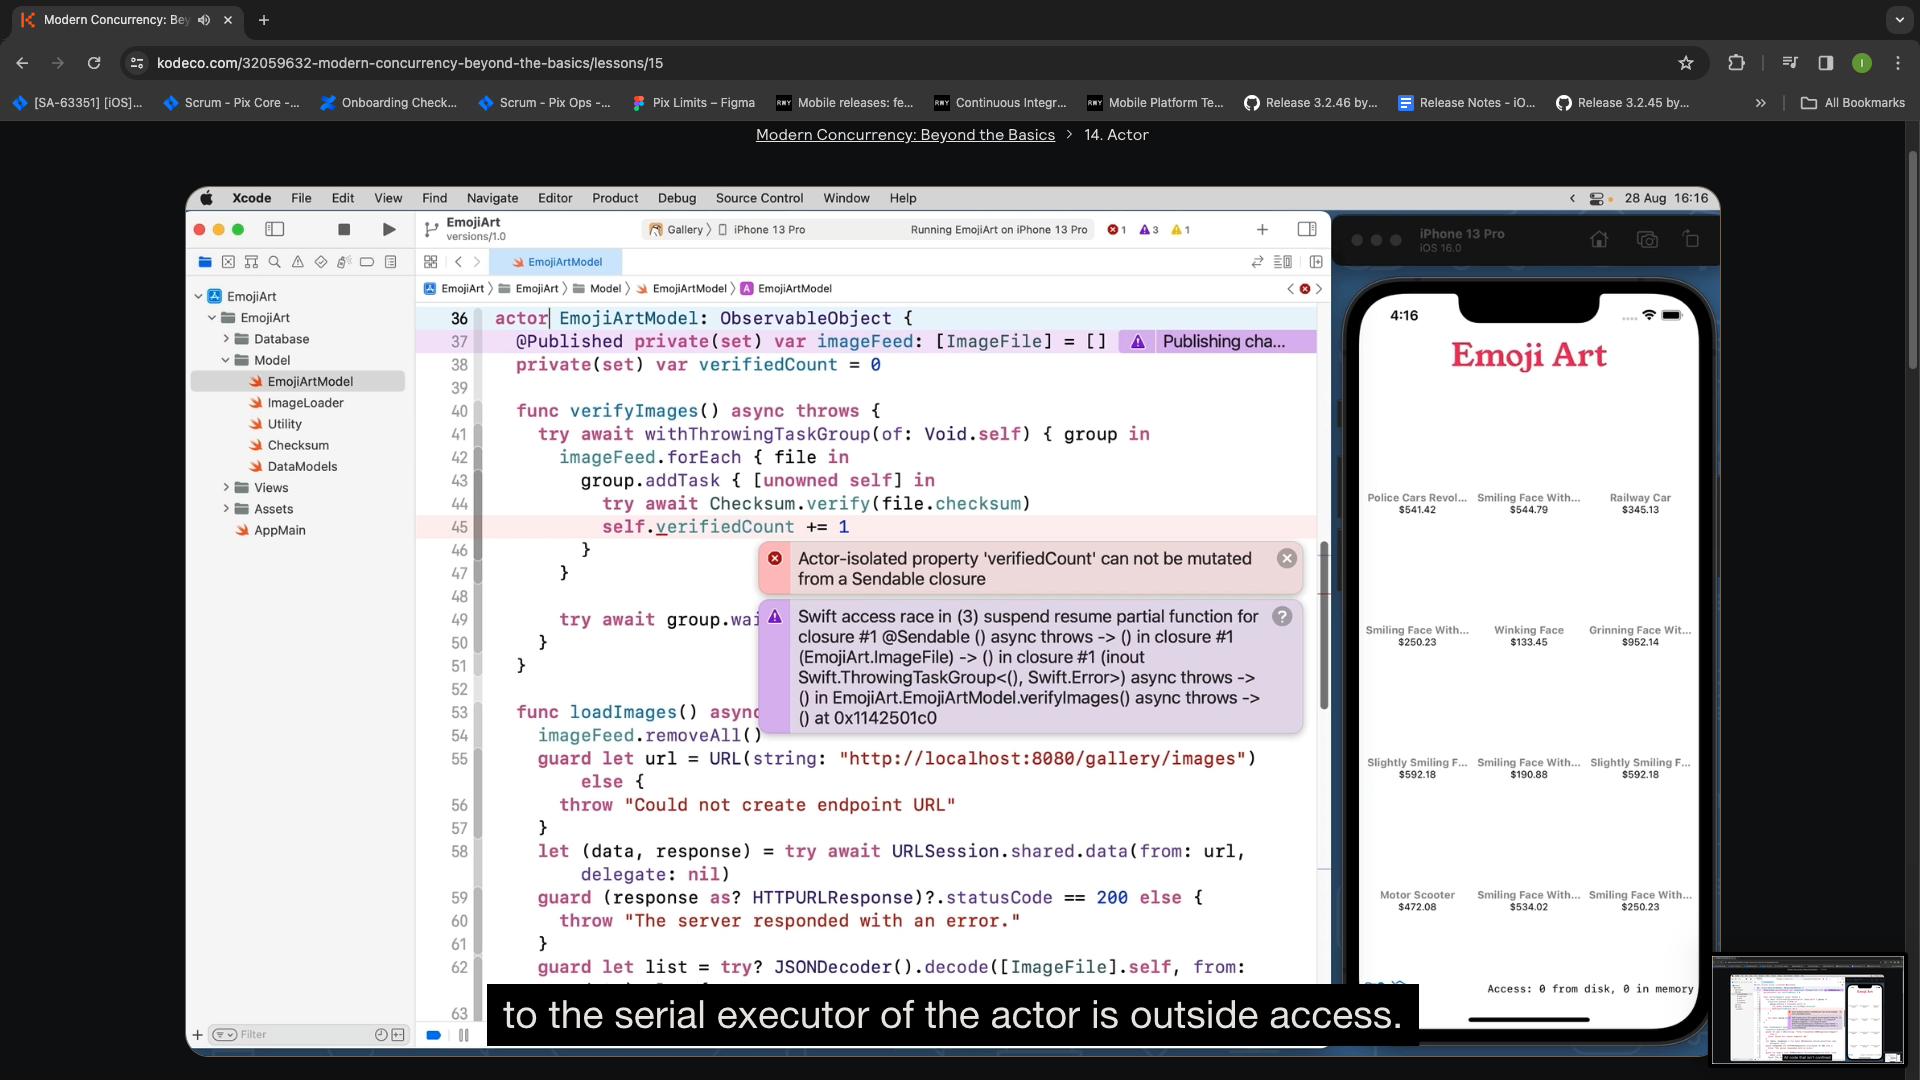 Modern Concurrency: Bey
kodeco.com/32059632-modern-concurrency-beyond-the-basics/lessons/15
[SA-63351] [iOS]...
Scrum - Pix Core -...
Onboarding Check...
Scrum - Pix Ops -...
Pix Limits – Figma
RWY Mobile releases: fe...
RWY Continuous Integr...
RWY Mobile Platform Te...
Release 3.2.46 by...
Release Notes - iO...
Release 3.2.45 by...
All Bookmarks
Modern Concurrency: Beyond the Basics > 14. Actor
Xcode File Edit View Find Navigate Editor Product Debug Source Control Window Help
28 Aug 16:16
EmojiArt
versions/1.0
Gallery 〉 iPhone 13 Pro
Running EmojiArt on iPhone 13 Pro
1 3 1
iPhone 13 Pro
iOS 16.0
EmojiArtModel
EmojiArt 〉 EmojiArt 〉 Model 〉 EmojiArtModel 〉 A EmojiArtModel
EmojiArt
EmojiArt
Database
Model
EmojiArtModel
ImageLoader
Utility
Checksum
DataModels
Views
Assets
AppMain
Filter
36 actor EmojiArtModel: ObservableObject {
37 @Published private(set) var imageFeed: [ImageFile] = [] Publishing cha...
38 private(set) var verifiedCount = 0
39
40 func verifyImages() async throws {
41 try await withThrowingTaskGroup(of: Void.self) { group in
42 imageFeed.forEach { file in
43 group.addTask { [unowned self] in
44 try await Checksum.verify(file.checksum)
45 self.verifiedCount += 1
46 }
47 }
48
49 try await group.wai
50 }
51 }
52
53 func loadImages() async
54 imageFeed.removeAll()
55 guard let url = URL(string: "http://localhost:8080/gallery/images")
else {
56 throw "Could not create endpoint URL"
57 }
58 let (data, response) = try await URLSession.shared.data(from: url,
delegate: nil)
59 guard (response as? HTTPURLResponse)?.statusCode == 200 else {
60 throw "The server responded with an error."
61 }
62 guard let list = try? JSONDecoder().decode([ImageFile].self, from:
63
Actor-isolated property 'verifiedCount' can not be mutated
from a Sendable closure
Swift access race in (3) suspend resume partial function for
closure #1 @Sendable () async throws -> () in closure #1
(EmojiArt.ImageFile) -> () in closure #1 (inout
Swift.ThrowingTaskGroup<(), Swift.Error>) async throws ->
() in EmojiArt.EmojiArtModel.verifyImages() async throws ->
() at 0x1142501c0
4:16
Emoji Art
Police Cars Revol... Smiling Face With... Railway Car
$541.42 $544.79 $345.13
Smiling Face With... Winking Face Grinning Face Wit...
$250.23 $133.45 $952.14
Slightly Smiling F... Smiling Face With... Slightly Smiling F...
$592.18 $190.88 $592.18
Motor Scooter Smiling Face With... Smiling Face With...
$472.08 $534.02 $250.23
Access: 0 from disk, 0 in memory
to the serial executor of the actor is outside access.